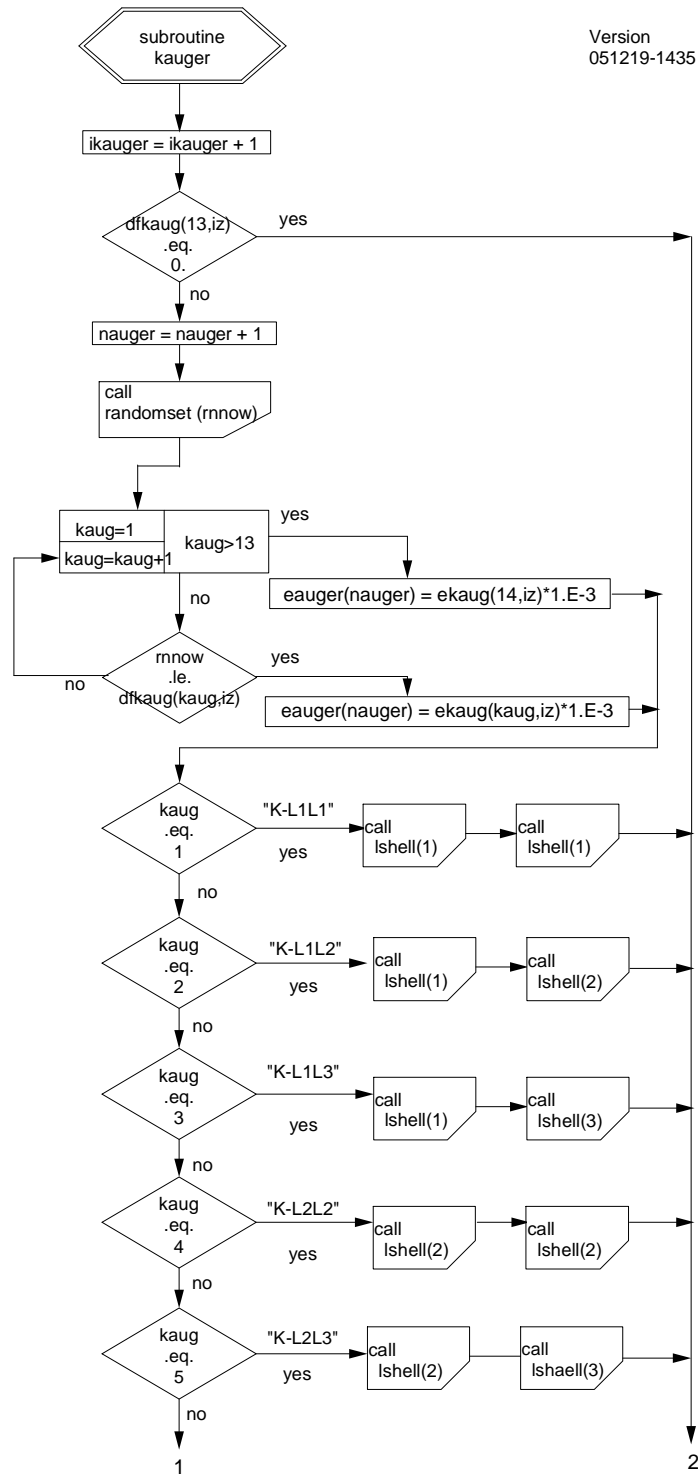 subroutine
kauger
Version
051219-1435
ikauger = ikauger + 1
dfkaug(13,iz)
.eq.
0.
yes
no
nauger = nauger + 1
call
randomset (rnnow)
kaug=1
kaug=kaug+1
kaug>13
yes
eauger(nauger) = ekaug(14,iz)*1.E-3
no
rnnow
.le.
dfkaug(kaug,iz)
no
yes
eauger(nauger) = ekaug(kaug,iz)*1.E-3
kaug
.eq.
1
"K-L1L1"
yes
call
lshell(1)
call
lshell(1)
no
kaug
.eq.
2
"K-L1L2"
yes
call
lshell(1)
call
lshell(2)
no
kaug
.eq.
3
"K-L1L3"
yes
call
lshell(1)
call
lshell(3)
no
kaug
.eq.
4
"K-L2L2"
yes
call
lshell(2)
call
lshell(2)
no
kaug
.eq.
5
"K-L2L3"
yes
call
lshell(2)
call
lshaell(3)
no
1
2